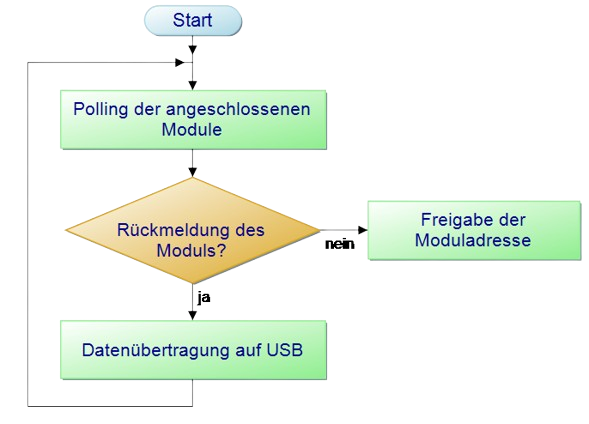 Start
Polling der angeschlossenen
Module
Rückmeldung des
Moduls?
nein
Freigabe der
Moduladresse
ja
Datenübertragung auf USB